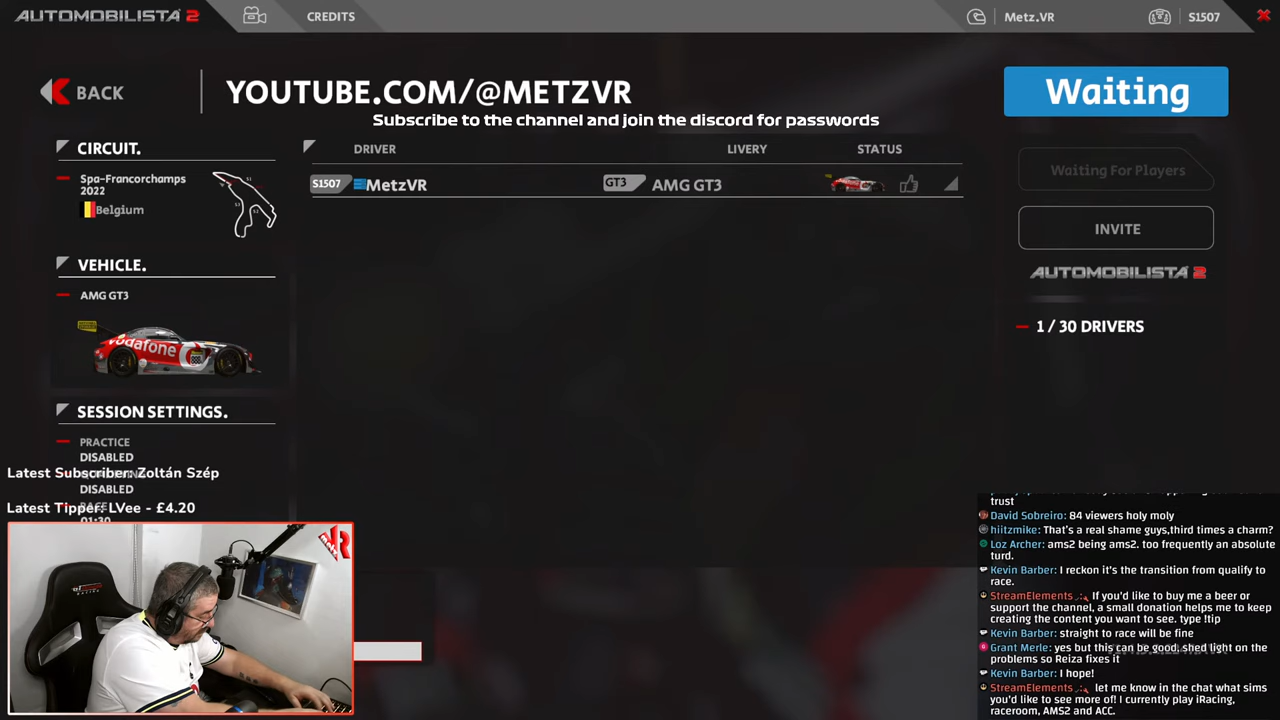 AUTOMOBILISTA 2
CREDITS
Metz.VR
S1507
BACK
YOUTUBE.COM/@METZVR
Waiting
Subscribe to the channel and join the discord for passwords
CIRCUIT.
DRIVER
LIVERY
STATUS
Spa-Francorchamps
2022
Belgium
S1507
MetzVR
GT3
AMG GT3
Waiting For Players
INVITE
VEHICLE.
AUTOMOBILISTA 2
AMG GT3
1 / 30 DRIVERS
vodafone
SESSION SETTINGS.
PRACTICE
DISABLED
Latest Subscriber: Zoltán Szép
DISABLED
Latest Tipper: LVee - £4.20
01:30
trust
David Sobreiro: 84 viewers holy moly
hiitzmike: That's a real shame guys,third times a charm?
Loz Archer: ams2 being ams2. too frequently an absolute
turd.
Kevin Barber: I reckon it's the transition from qualify to
race.
StreamElements: If you'd like to buy me a beer or
support the channel, a small donation helps me to keep
creating the content you want to see. type !tip
Kevin Barber: straight to race will be fine
Grant Merle: yes but this can be good, shed light on the
problems so Reiza fixes it
Kevin Barber: I hope!
StreamElements: let me know in the chat what sims
you'd like to see more of! I currently play iRacing,
raceroom, AMS2 and ACC.